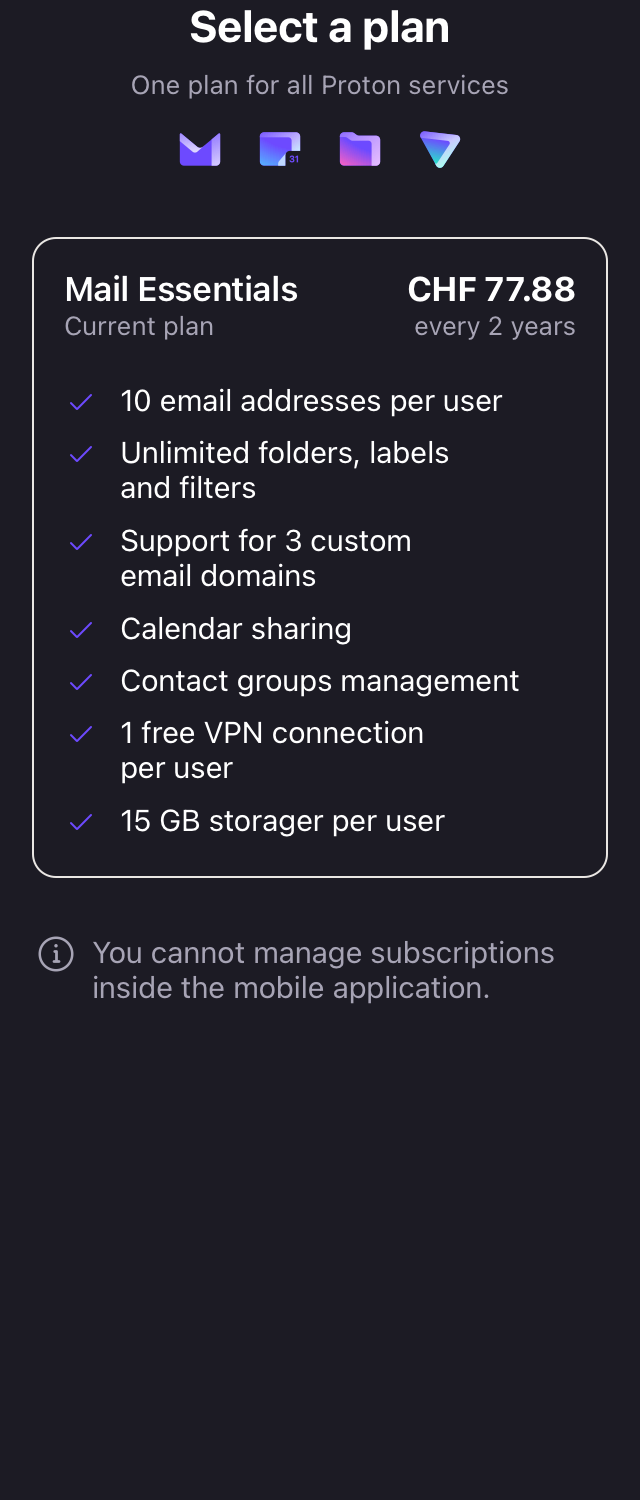 Select a plan
One plan for all Proton services
31
Mail Essentials
CHF 77.88
Current plan
every 2 years
10 email addresses per user
Unlimited folders, labels
and filters
Support for 3 custom
email domains
Calendar sharing
Contact groups management
1 free VPN connection
per user
15 GB storager per user
You cannot manage subscriptions
inside the mobile application.